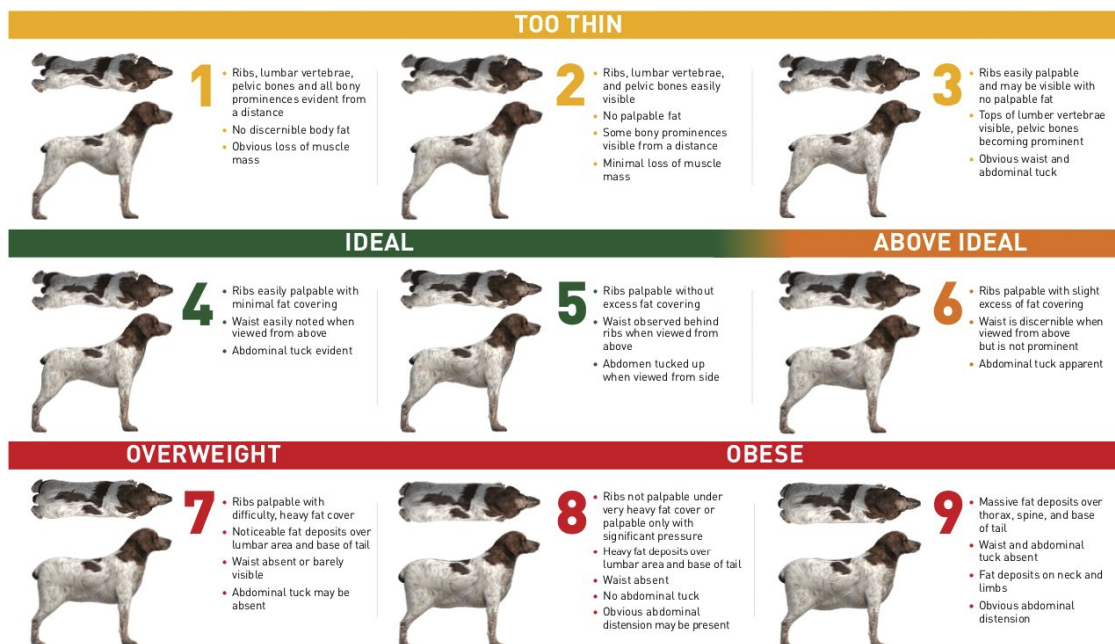 TOO THIN
1
• Ribs, lumbar vertebrae,
pelvic bones and all bony
prominences evident from
a distance
• No discernible body fat
• Obvious loss of muscle
mass
2
• Ribs, lumbar vertebrae,
and pelvic bones easily
visible
• No palpable fat
• Some bony prominences
visible from a distance
• Minimal loss of muscle
mass
3
• Ribs easily palpable
and may be visible with
no palpable fat
• Tops of lumber vertebrae
visible, pelvic bones
becoming prominent
• Obvious waist and
abdominal tuck
IDEAL
ABOVE IDEAL
4
• Ribs easily palpable with
minimal fat covering
• Waist easily noted when
viewed from above
• Abdominal tuck evident
5
• Ribs palpable without
excess fat covering
• Waist observed behind
ribs when viewed from
above
• Abdomen tucked up
when viewed from side
6
• Ribs palpable with slight
excess of fat covering
• Waist is discernible when
viewed from above
but is not prominent
• Abdominal tuck apparent
OVERWEIGHT
OBESE
7
• Ribs palpable with
difficulty, heavy fat cover
• Noticeable fat deposits over
lumbar area and base of tail
• Waist absent or barely
visible
• Abdominal tuck may be
absent
8
• Ribs not palpable under
very heavy fat cover or
palpable only with
significant pressure
• Heavy fat deposits over
lumbar area and base of tail
• Waist absent
• No abdominal tuck
• Obvious abdominal
distension may be present
9
• Massive fat deposits over
thorax, spine, and base
of tail
• Waist and abdominal
tuck absent
• Fat deposits on neck and
limbs
• Obvious abdominal
distension